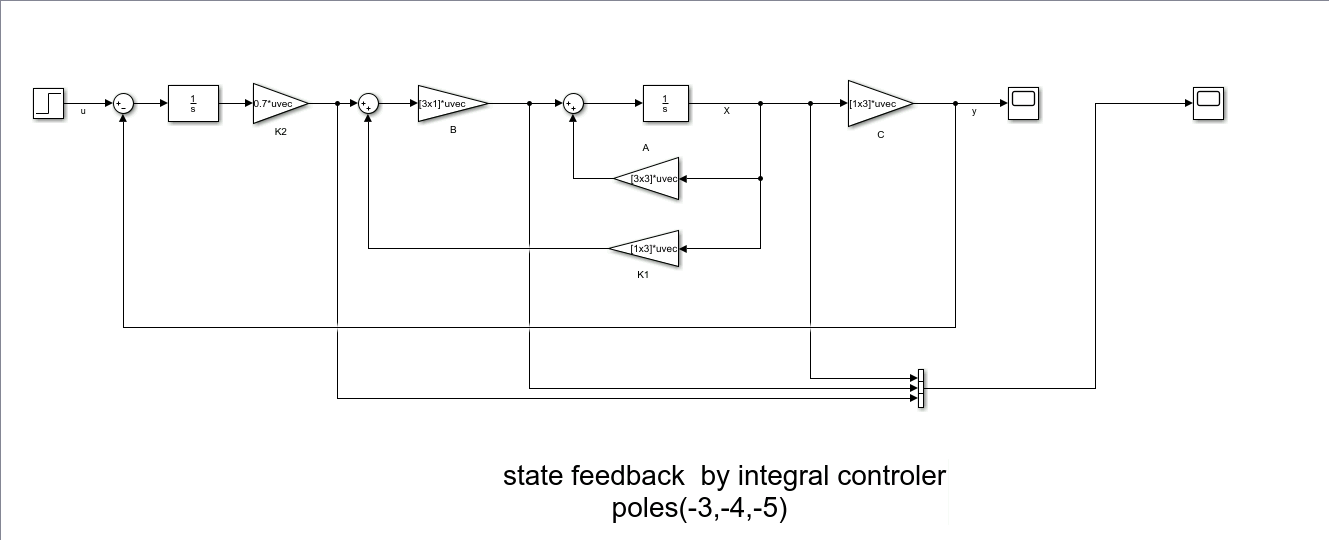 u
1
s
0.7*uvec
K2
[3x1]*uvec
B
1
s
X
[1x3]*uvec
C
y
A
[3x3]*uvec
[1x3]*uvec
K1
state feedback  by integral controler
poles(-3,-4,-5)